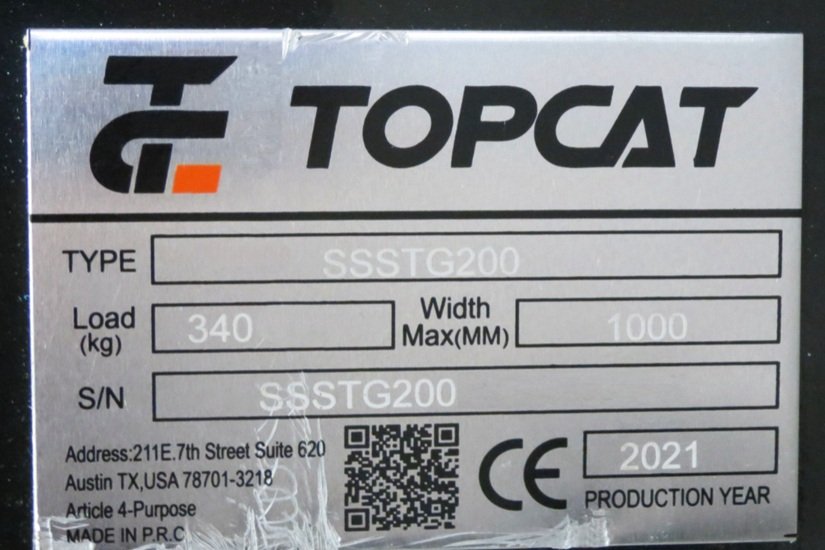 TOPCAT
TYPE SSSTG200
Load (kg) 340 Width Max(MM) 1000
S/N SSSTG200
Address:211E.7th Street Suite 620
Austin TX,USA 78701-3218
Article 4-Purpose
MADE IN P.R.C
CE 2021
PRODUCTION YEAR